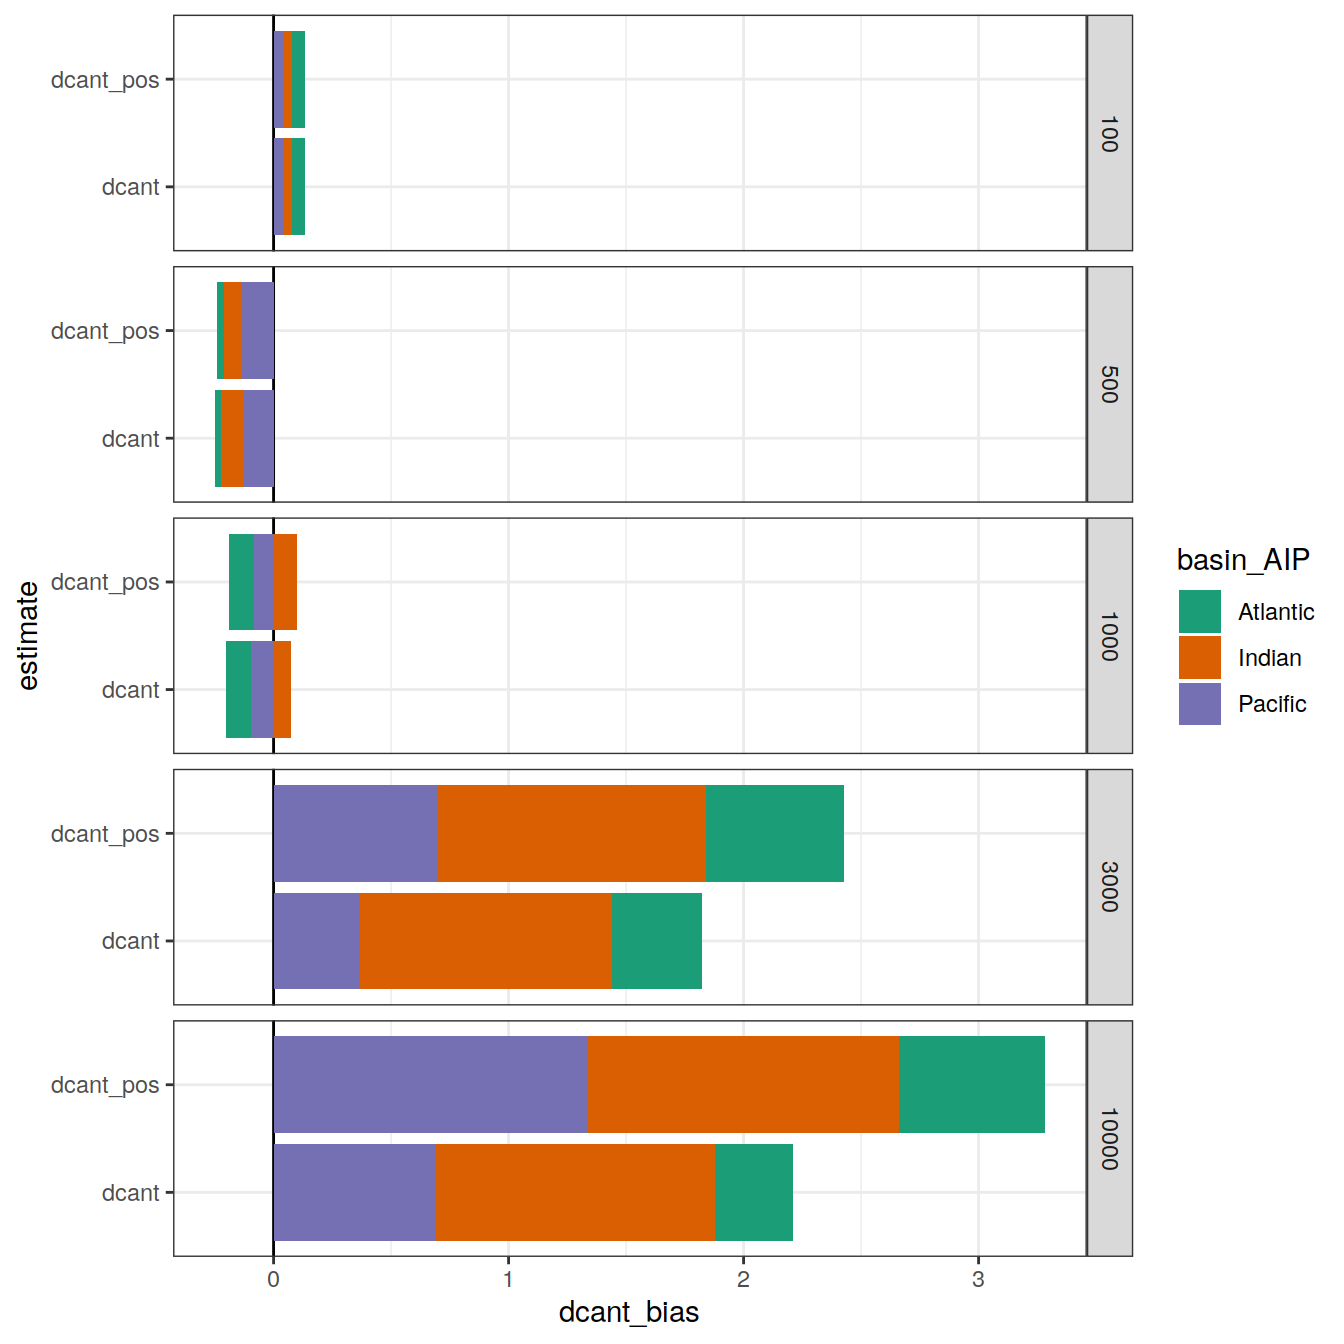 dcant_pos
dcant
100
dcant_pos
dcant
500
dcant_pos
dcant
1000
dcant_pos
dcant
3000
dcant_pos
dcant
10000
estimate
0 1 2 3
dcant_bias
basin_AIP
Atlantic
Indian
Pacific